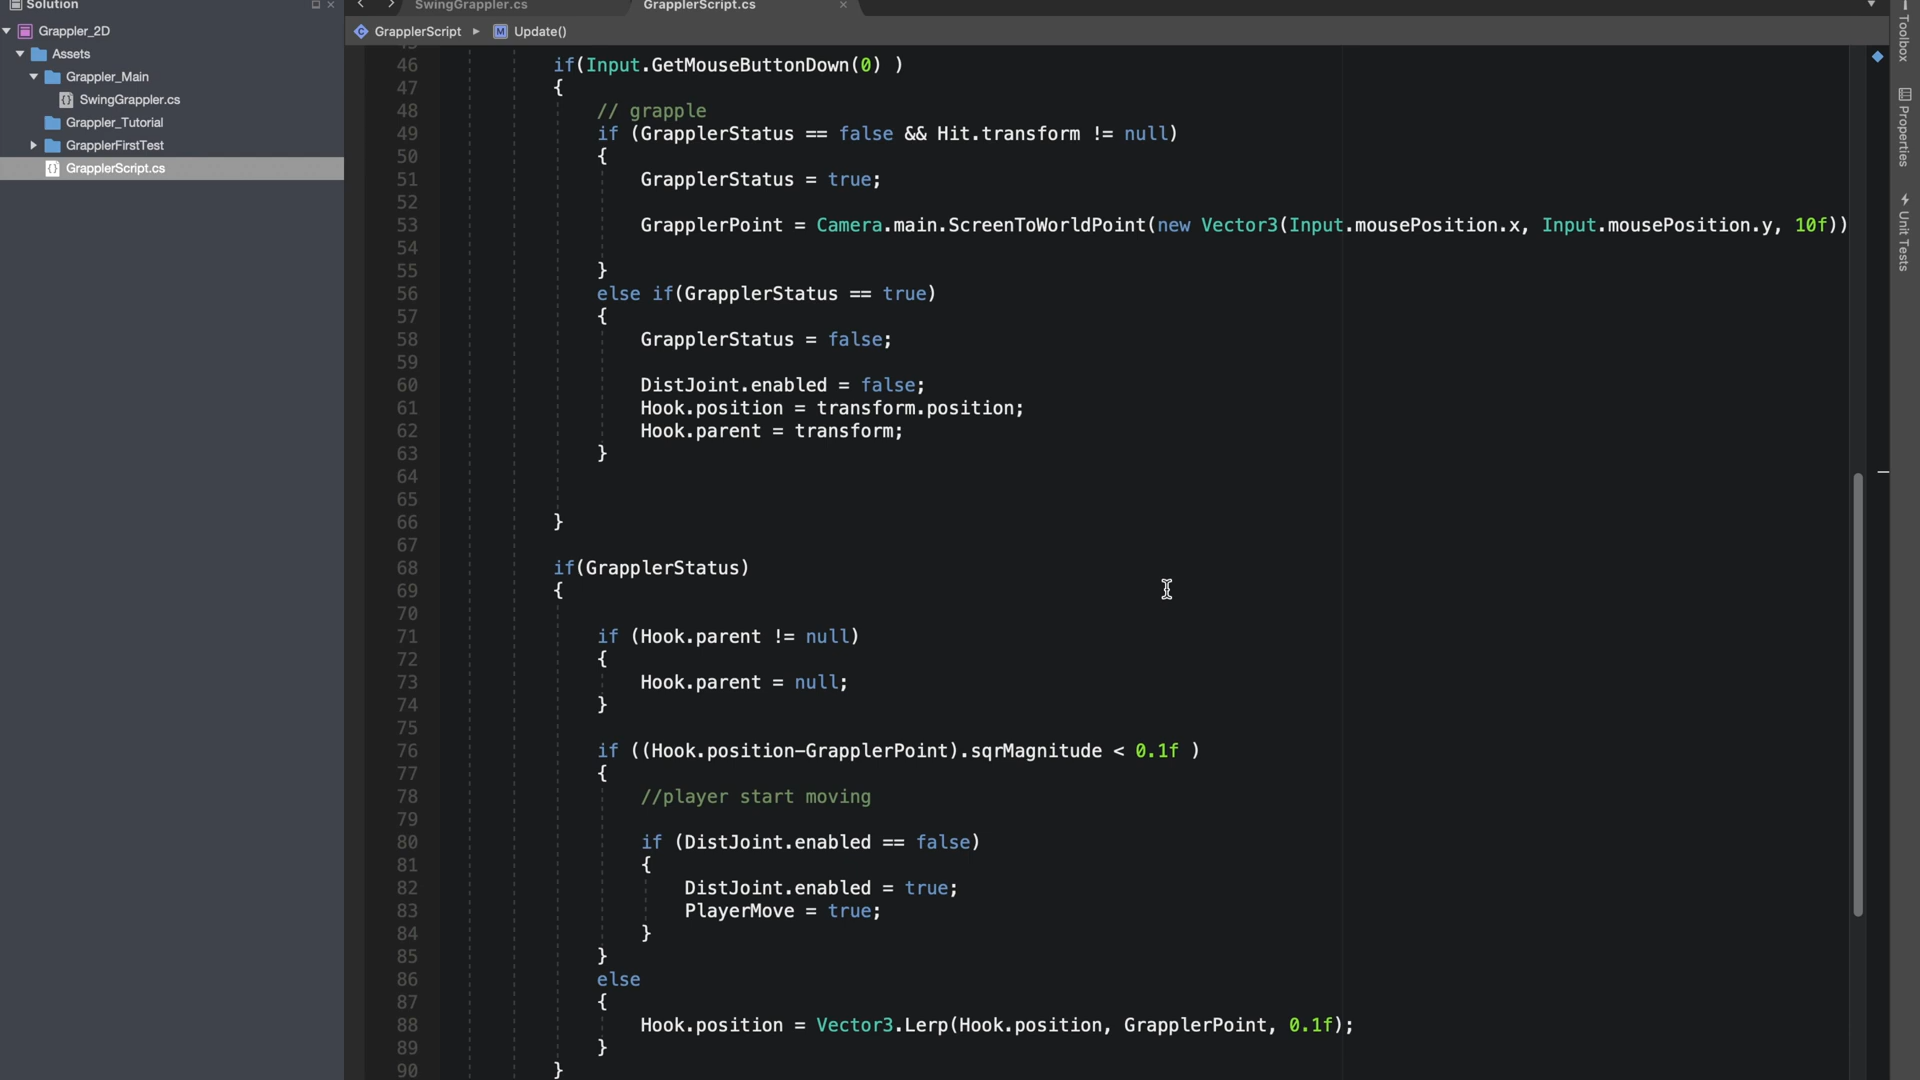 Solution
SwingGrappler.cs
GrapplerScript.cs
Grappler_2D
Assets
Grappler_Main
SwingGrappler.cs
Grappler_Tutorial
GrapplerFirstTest
GrapplerScript.cs
GrapplerScript
M Update()
46 if(Input.GetMouseButtonDown(0) )
47 {
48 // grapple
49 if (GrapplerStatus == false && Hit.transform != null)
50 {
51 GrapplerStatus = true;
52
53 GrapplerPoint = Camera.main.ScreenToWorldPoint(new Vector3(Input.mousePosition.x, Input.mousePosition.y, 10f))
54
55 }
56 else if(GrapplerStatus == true)
57 {
58 GrapplerStatus = false;
59
60 DistJoint.enabled = false;
61 Hook.position = transform.position;
62 Hook.parent = transform;
63 }
64
65
66 }
67
68 if(GrapplerStatus)
69 {
70
71 if (Hook.parent != null)
72 {
73 Hook.parent = null;
74 }
75
76 if ((Hook.position-GrapplerPoint).sqrMagnitude < 0.1f )
77 {
78 //player start moving
79
80 if (DistJoint.enabled == false)
81 {
82 DistJoint.enabled = true;
83 PlayerMove = true;
84 }
85 }
86 else
87 {
88 Hook.position = Vector3.Lerp(Hook.position, GrapplerPoint, 0.1f);
89 }
90 }
Toolbox
Properties
Unit Tests